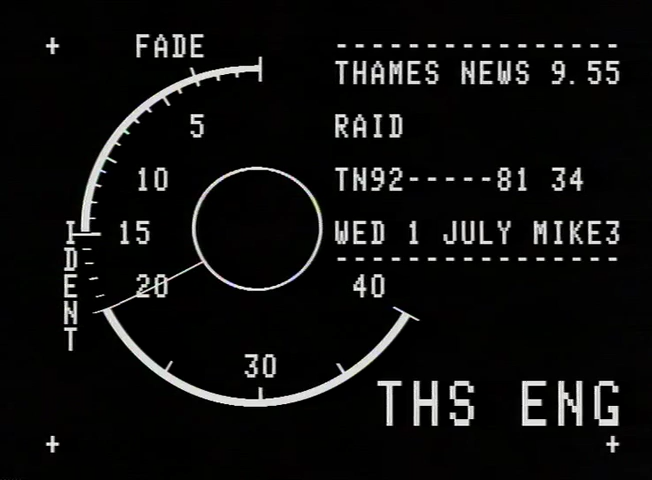 FADE
5
10
15
20
30
40
IDENT
----------------
THAMES NEWS 9.55
RAID
TN92-----81 34
WED 1 JULY MIKE3
----------------
THS ENG